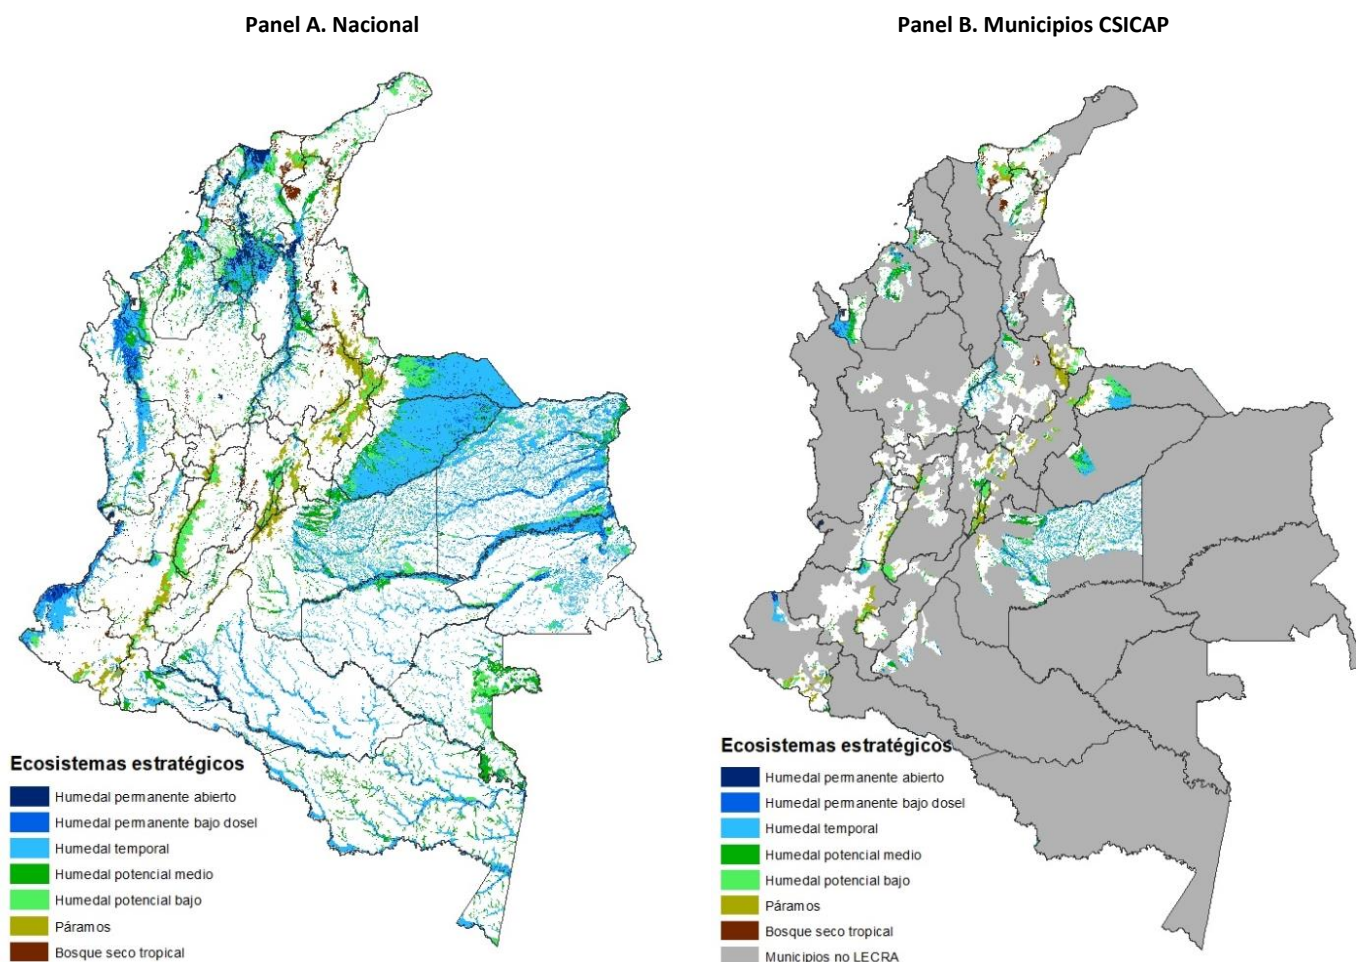 Panel A. Nacional
Panel B. Municipios CSICAP
Ecosistemas estratégicos
Humedal permanente abierto
Humedal permanente bajo dosel
Humedal temporal
Humedal potencial medio
Humedal potencial bajo
Páramos
Bosque seco tropical
Ecosistemas estratégicos
Humedal permanente abierto
Humedal permanente bajo dosel
Humedal temporal
Humedal potencial medio
Humedal potencial bajo
Páramos
Bosque seco tropical
Municipios no LECRA